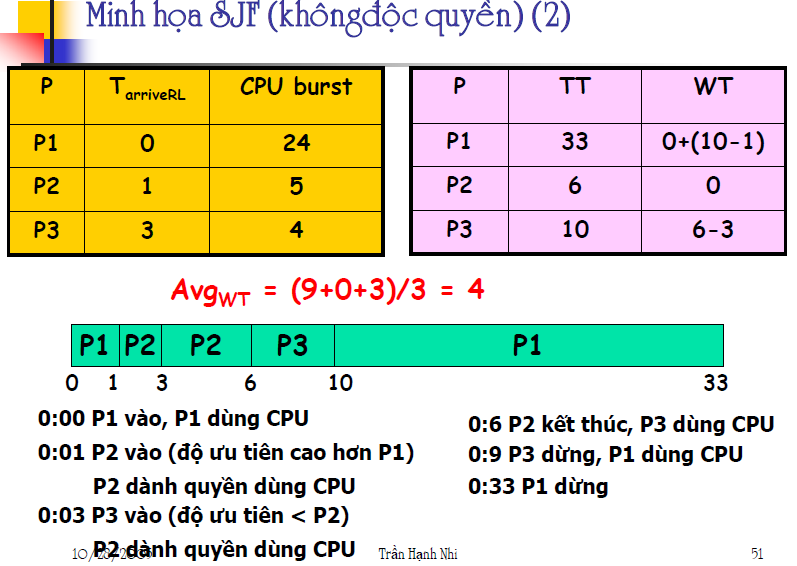 Minh họa SJF (khôngđộc quyền) (2)
P TarriveRL CPU burst
P1 0 24
P2 1 5
P3 3 4
P TT WT
P1 33 0+(10-1)
P2 6 0
P3 10 6-3
AvgWT = (9+0+3)/3 = 4
P1 P2 P2 P3 P1
0 1 3 6 10 33
0:00 P1 vào, P1 dùng CPU
0:01 P2 vào (độ ưu tiên cao hơn P1)
P2 dành quyền dùng CPU
0:03 P3 vào (độ ưu tiên < P2)
P2 dành quyền dùng CPU
0:6 P2 kết thúc, P3 dùng CPU
0:9 P3 dừng, P1 dùng CPU
0:33 P1 dừng
Trần Hạnh Nhi
51